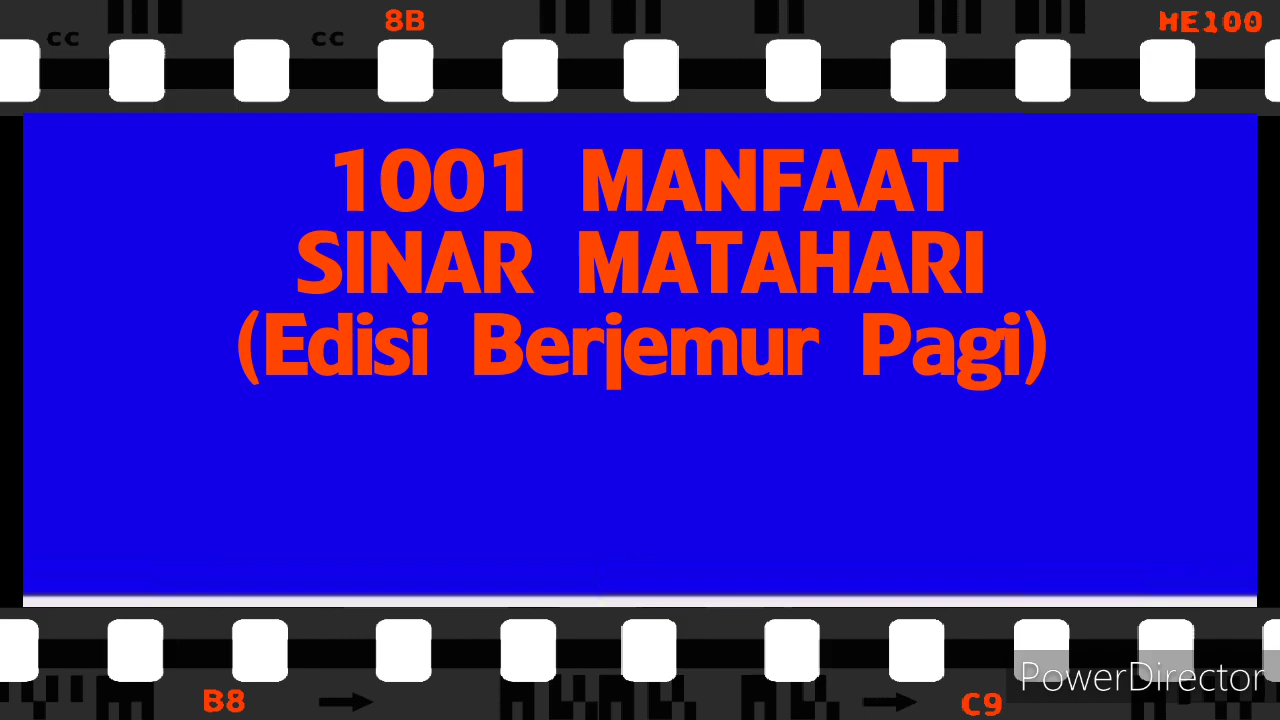 cc cc 8B ME100
1001 MANFAAT
SINAR MATAHARI
(Edisi Berjemur Pagi)
PowerDirector
B8 C9